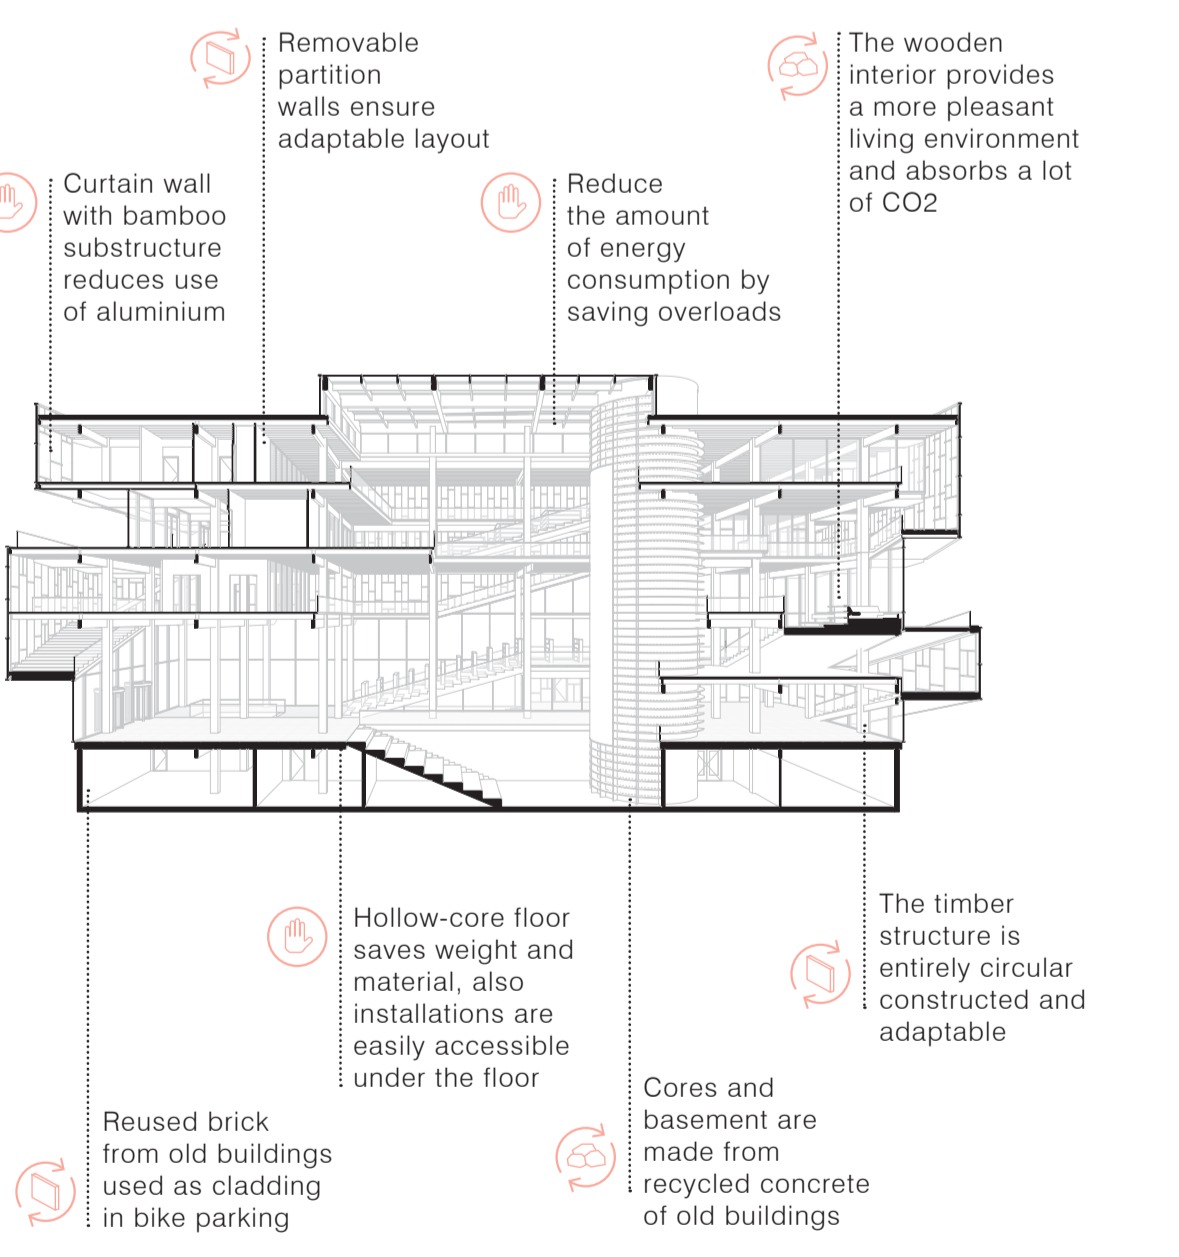 Removable
partition
walls ensure
adaptable layout
The wooden
interior provides
a more pleasant
living environment
and absorbs a lot
of CO2
Curtain wall
with bamboo
substructure
reduces use
of aluminium
Reduce
the amount
of energy
consumption by
saving overloads
Hollow-core floor
saves weight and
material, also
installations are
easily accessible
under the floor
The timber
structure is
entirely circular
constructed and
adaptable
Reused brick
from old buildings
used as cladding
in bike parking
Cores and
basement are
made from
recycled concrete
of old buildings